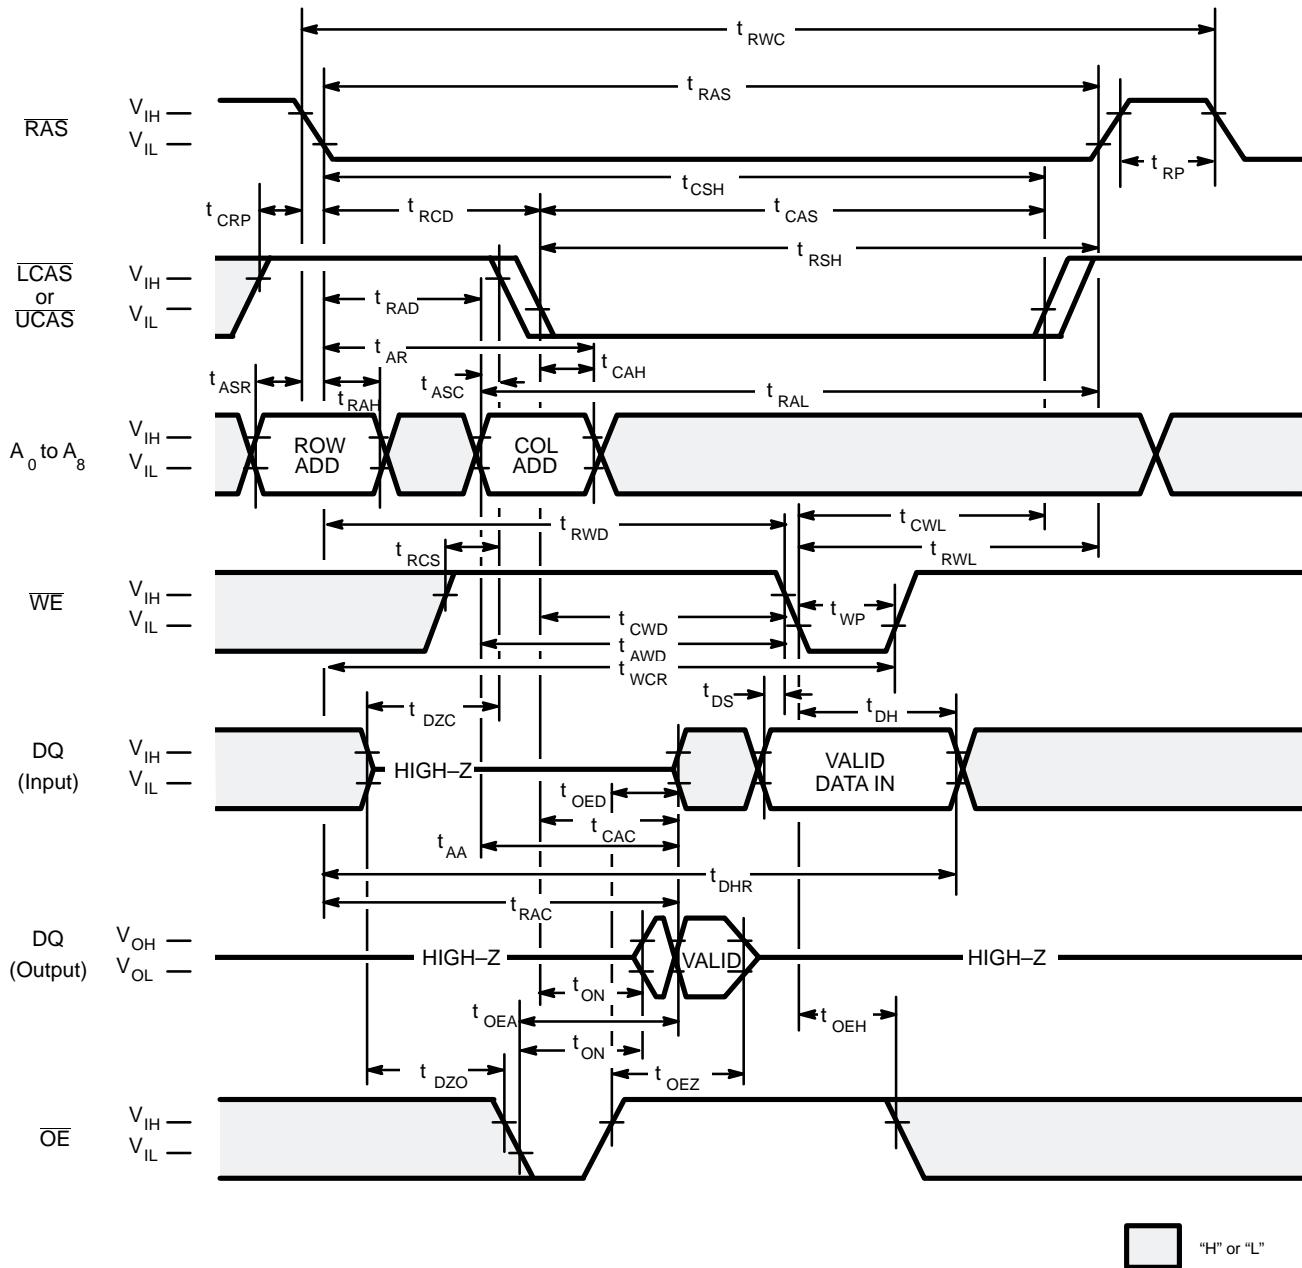 t RWC
t RAS
RAS
V IH
V IL
t RP
t CSH
t CRP
t RCD
t CAS
t RSH
LCAS
or
UCAS
V IH
V IL
t RAD
t AR
t CAH
t ASR
t RAH
t ASC
t RAL
A 0 to A 8
V IH
V IL
ROW
ADD
COL
ADD
t RWD
t CWL
t RCS
t RWL
WE
V IH
V IL
t WP
t CWD
t AWD
t WCR
t DS
t DZC
t DH
DQ
(Input)
V IH
V IL
HIGH–Z
VALID
DATA IN
t OED
t CAC
t AA
t DHR
t RAC
DQ
(Output)
V OH
V OL
HIGH–Z
VALID
HIGH–Z
t ON
t OEA
t OEH
t ON
t DZO
t OEZ
OE
V IH
V IL
“H” or “L”